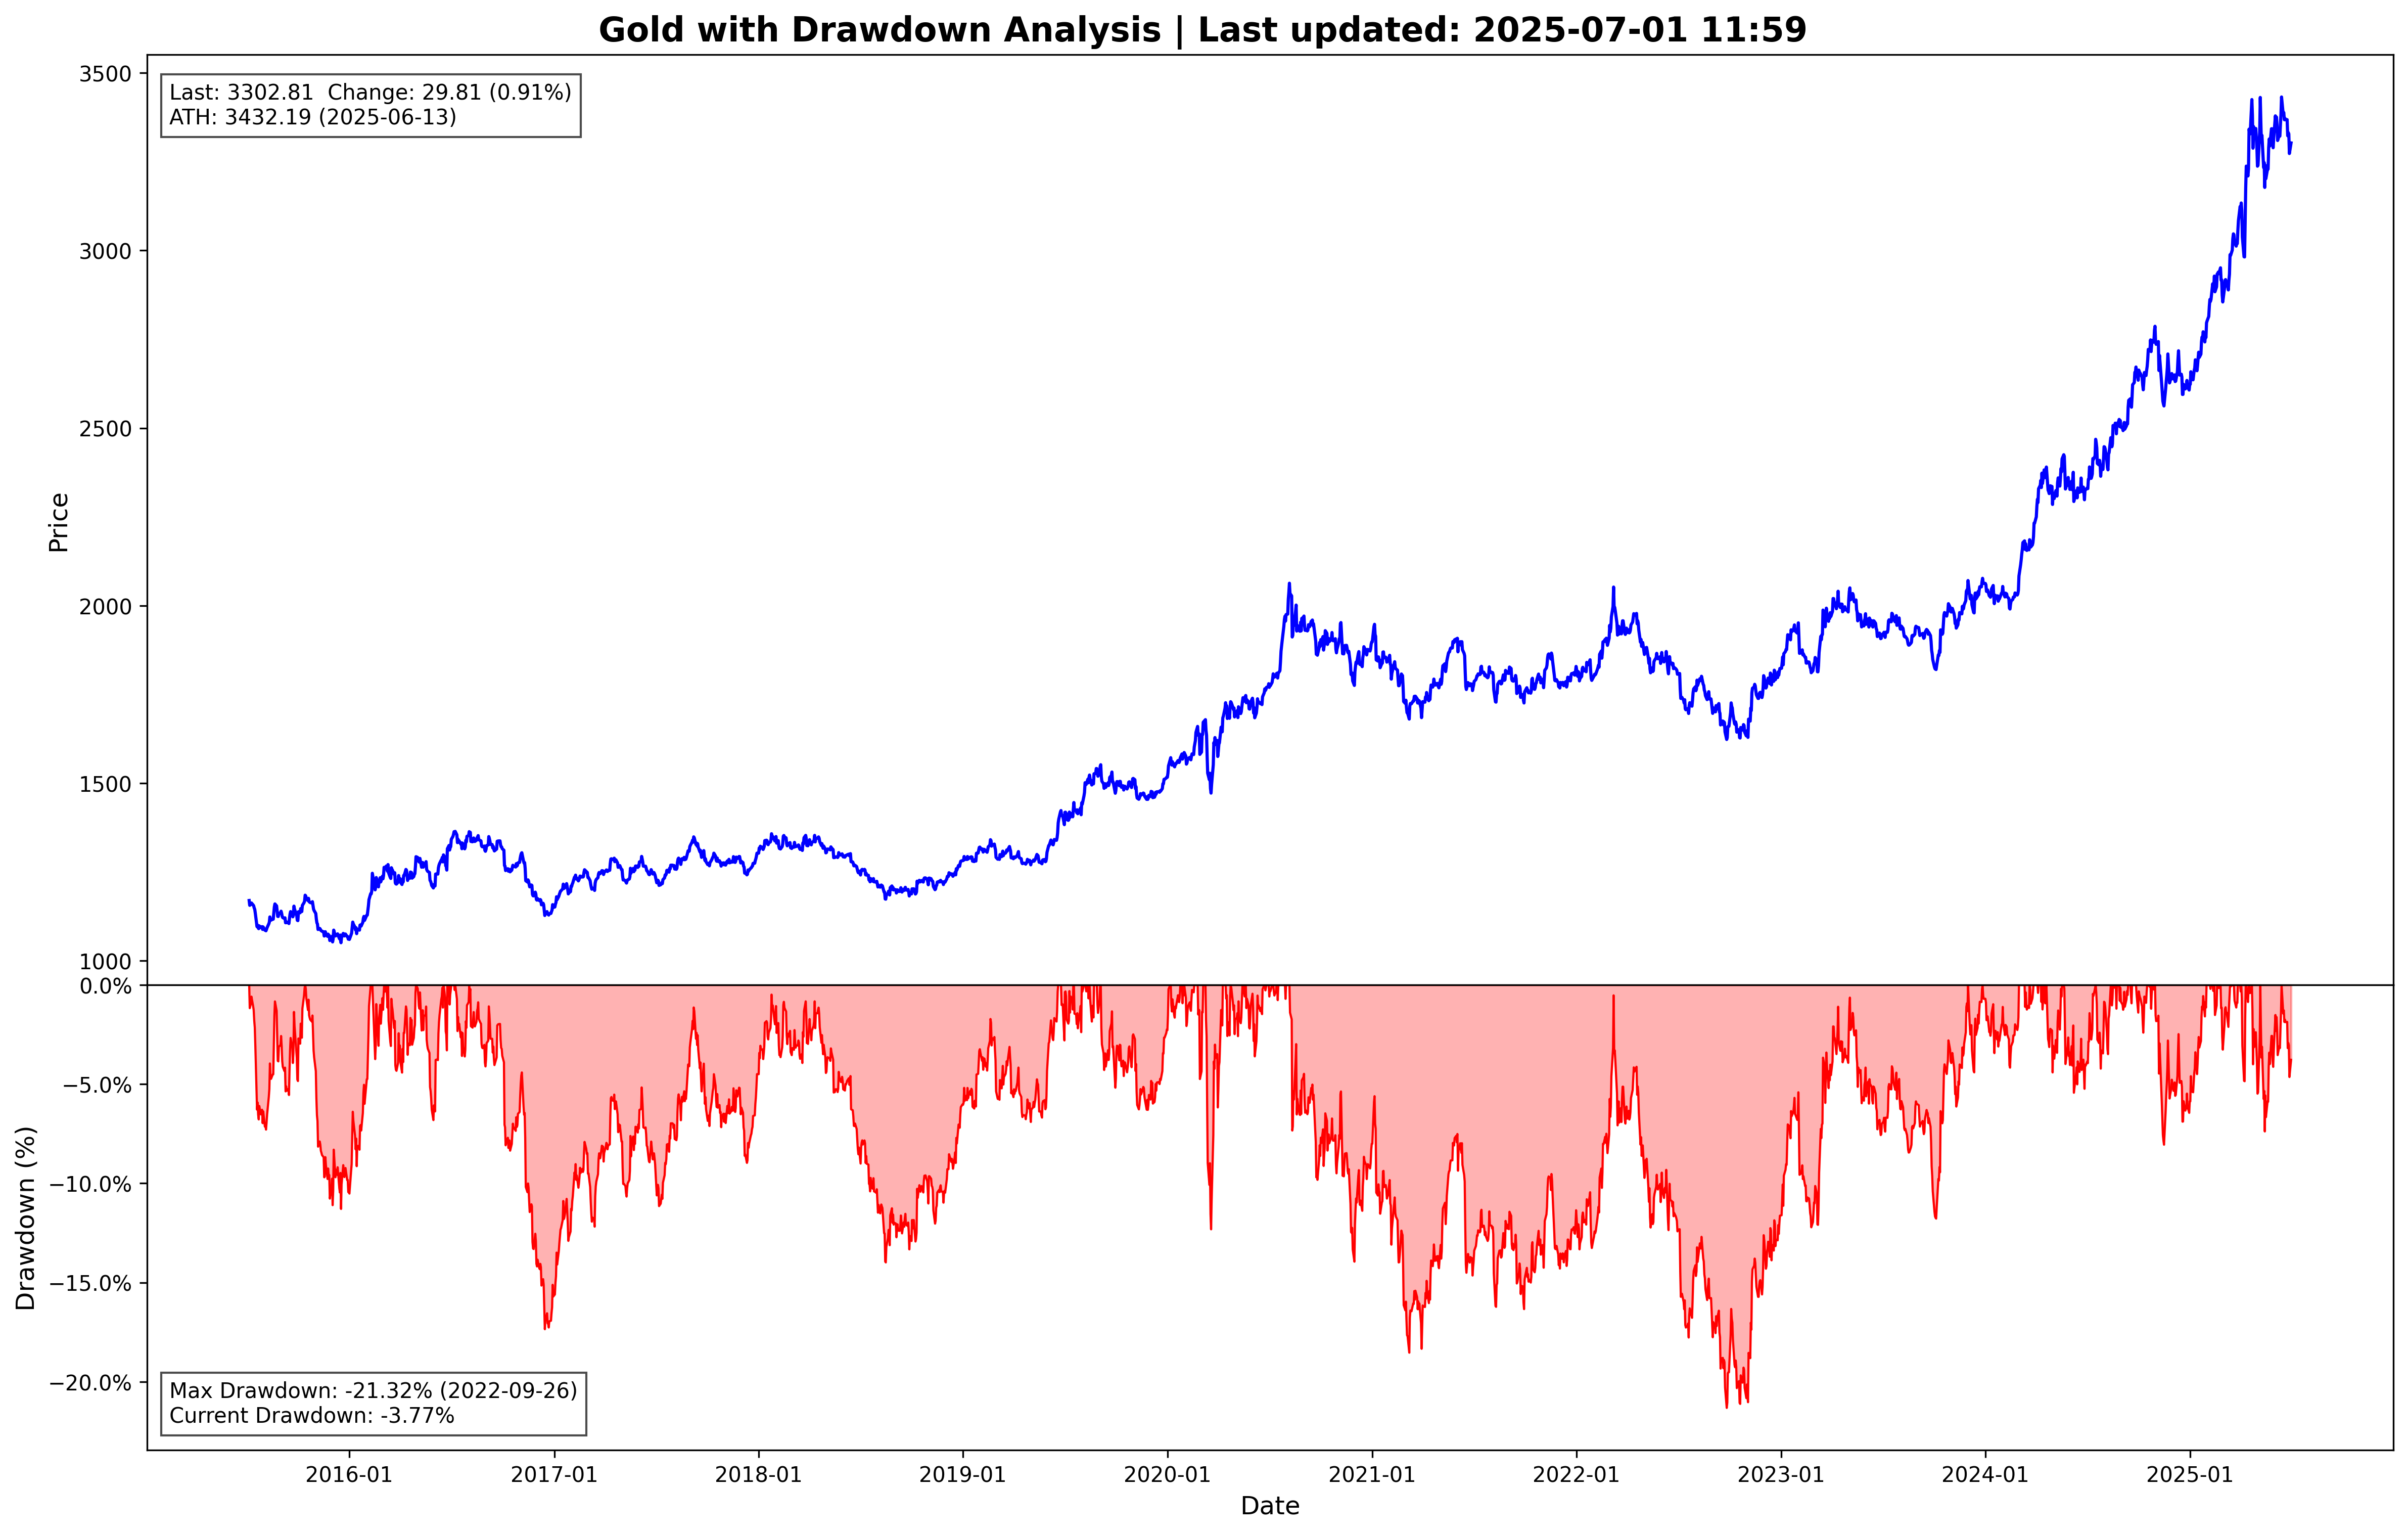 Gold with Drawdown Analysis | Last updated: 2025-07-01 11:59
Last: 3302.81  Change: 29.81 (0.91%)
ATH: 3432.19 (2025-06-13)
3500
3000
2500
2000
1500
1000
Price
0.0%
−5.0%
−10.0%
−15.0%
−20.0%
Drawdown (%)
Max Drawdown: -21.32% (2022-09-26)
Current Drawdown: -3.77%
2016-01
2017-01
2018-01
2019-01
2020-01
2021-01
2022-01
2023-01
2024-01
2025-01
Date